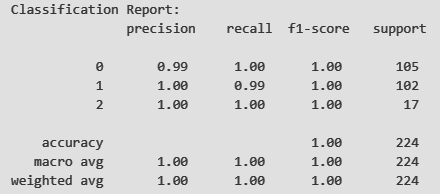 Classification Report:
precision recall f1-score support
0 0.99 1.00 1.00 105
1 1.00 0.99 1.00 102
2 1.00 1.00 1.00 17
accuracy 1.00 224
macro avg 1.00 1.00 1.00 224
weighted avg 1.00 1.00 1.00 224